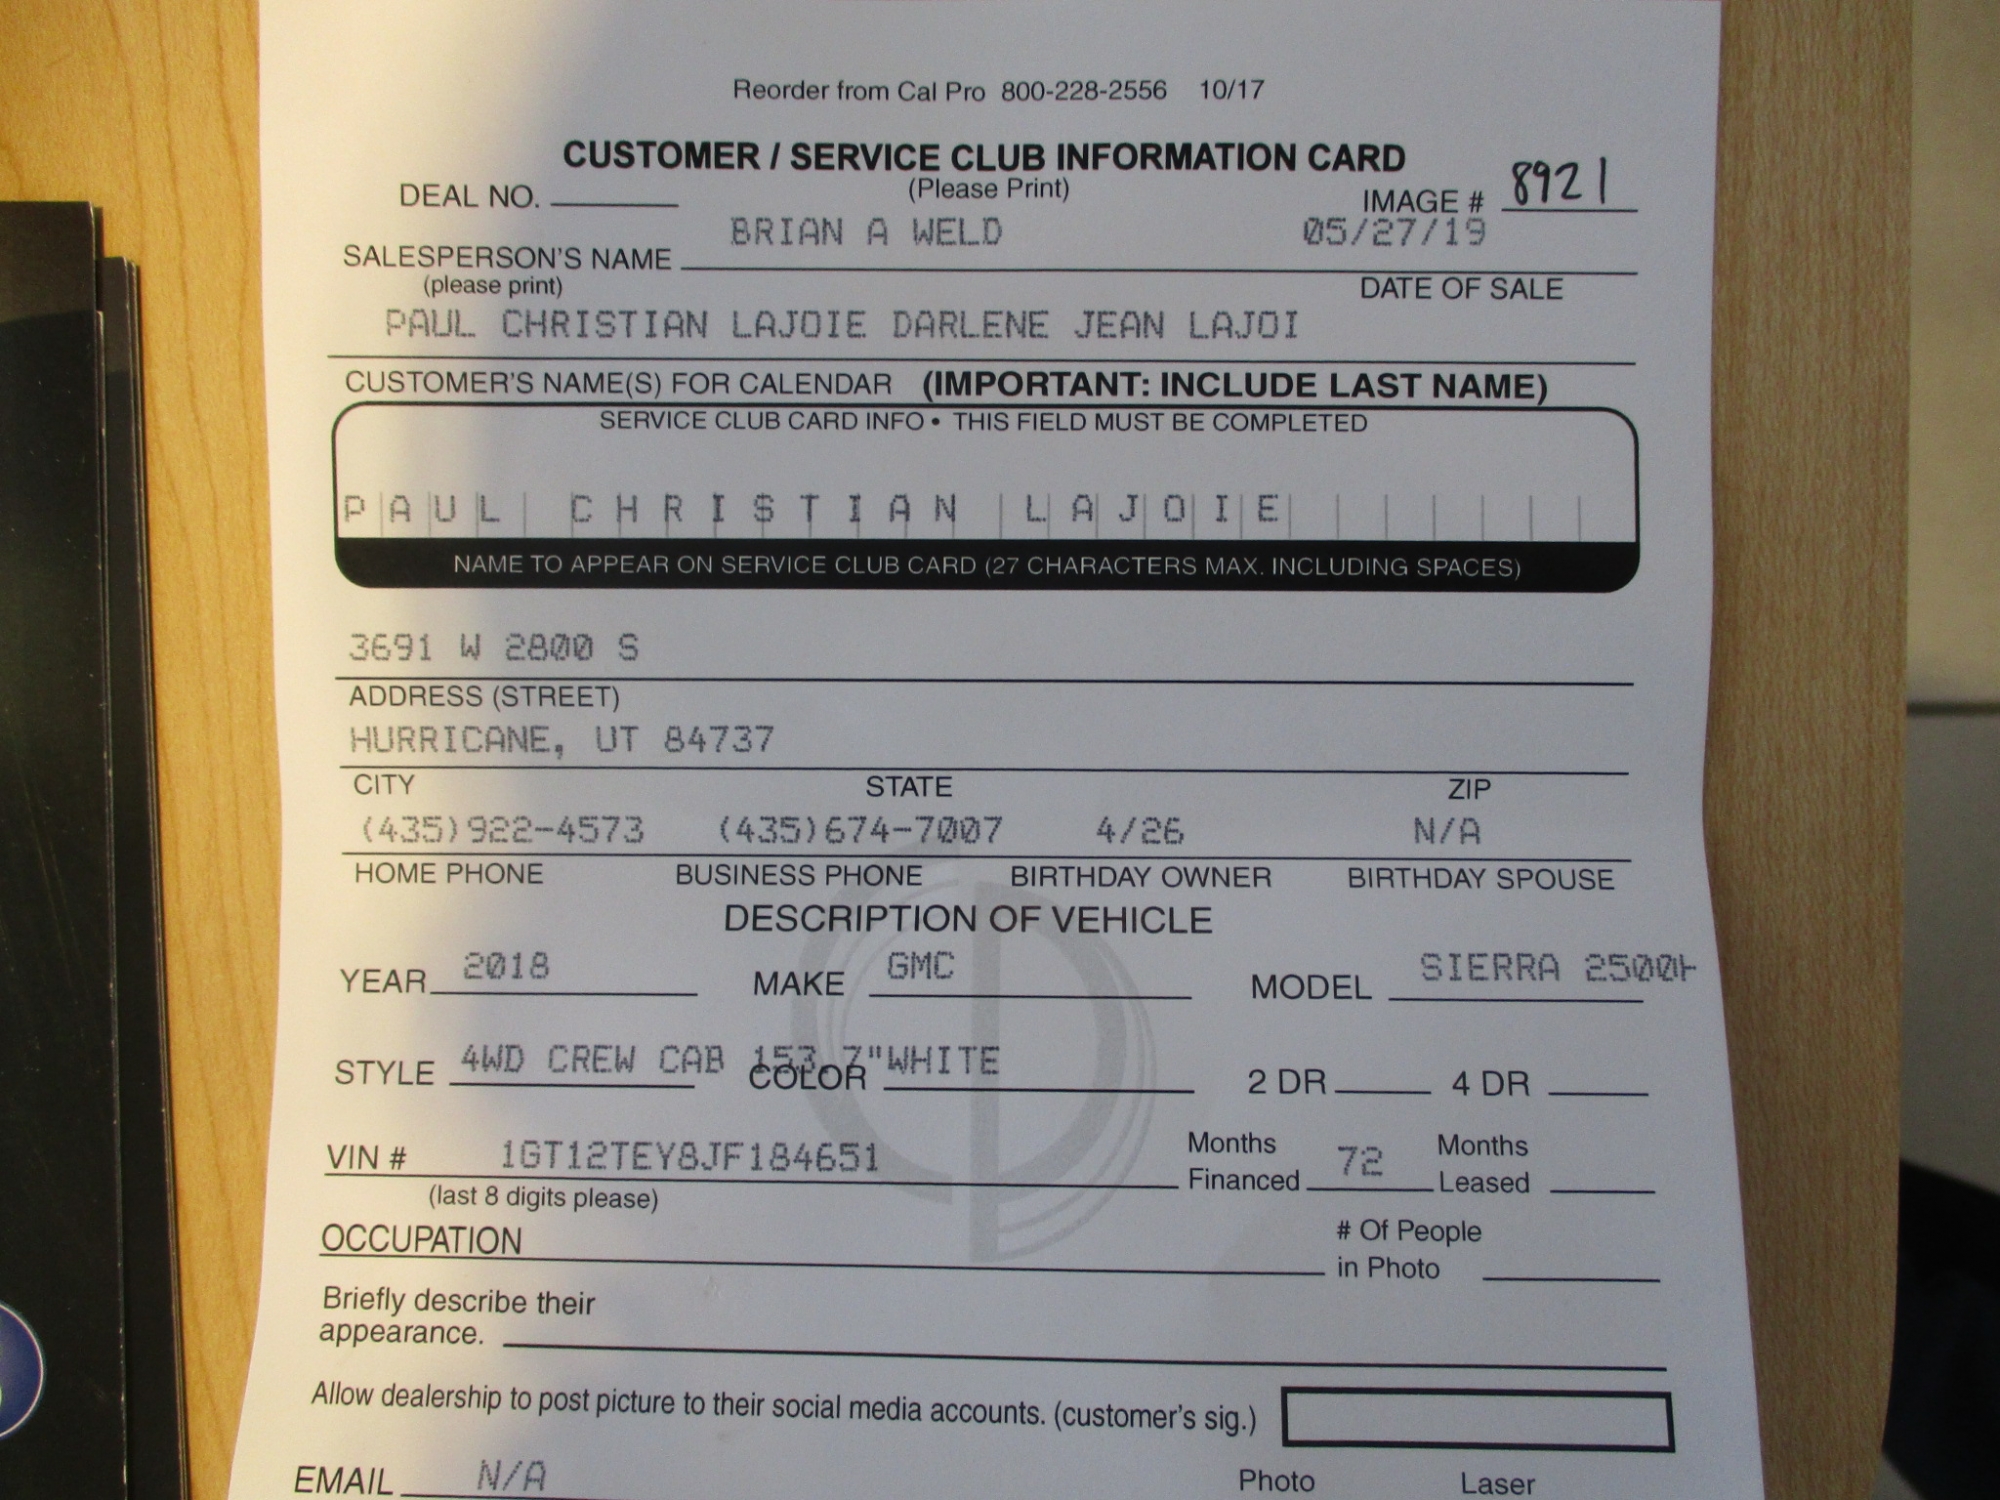 Reorder from Cal Pro 800-228-2556 10/17
CUSTOMER / SERVICE CLUB INFORMATION CARD
DEAL NO. (Please Print) IMAGE # 8921
BRIAN A WELD 05/27/19
SALESPERSON'S NAME
(please print) DATE OF SALE
PAUL CHRISTIAN LAJOIE DARLENE JEAN LAJOI
CUSTOMER'S NAME(S) FOR CALENDAR (IMPORTANT: INCLUDE LAST NAME)
SERVICE CLUB CARD INFO • THIS FIELD MUST BE COMPLETED
PAUL CHRISTIAN LAJOIE
NAME TO APPEAR ON SERVICE CLUB CARD (27 CHARACTERS MAX. INCLUDING SPACES)
3691 W 2800 S
ADDRESS (STREET)
HURRICANE, UT 84737
CITY STATE ZIP
(435)922-4573 (435)674-7007 4/26 N/A
HOME PHONE BUSINESS PHONE BIRTHDAY OWNER BIRTHDAY SPOUSE
DESCRIPTION OF VEHICLE
YEAR 2018 MAKE GMC MODEL SIERRA 2500H
STYLE 4WD CREW CAB 153.7" COLOR WHITE 2 DR 4 DR
VIN # 1GT12TEY8JF184651 Months Financed 72 Months Leased
(last 8 digits please)
OCCUPATION # Of People in Photo
Briefly describe their
appearance.
Allow dealership to post picture to their social media accounts. (customer's sig.)
EMAIL N/A Photo Laser